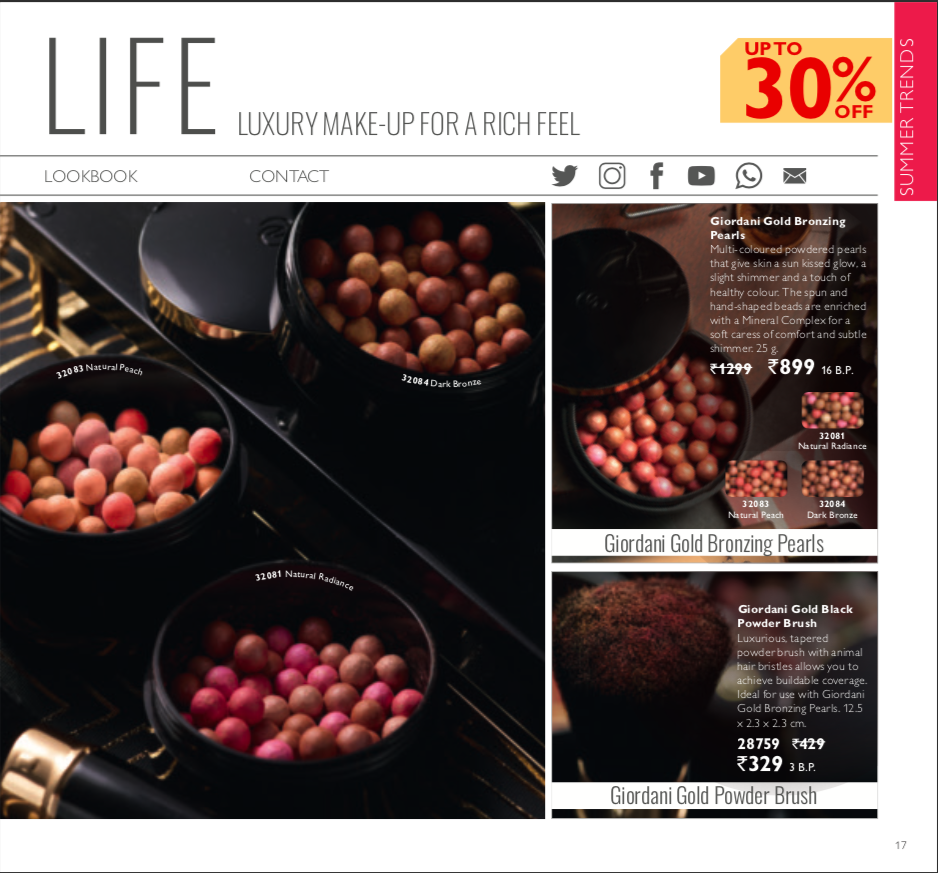 LIFE
LUXURY MAKE-UP FOR A RICH FEEL
UP TO
30%
OFF
SUMMER TRENDS
LOOKBOOK
CONTACT
32083 Natural Peach
32084 Dark Bronze
32081 Natural Radiance
Giordani Gold Bronzing
Pearls
Multi-coloured powdered pearls
that give skin a sun kissed glow, a
slight shimmer and a touch of
healthy colour. The spun and
hand-shaped beads are enriched
with a Mineral Complex for a
soft caress of comfort and subtle
shimmer. 25 g.
₹1299 ₹899 16 B.P.
32081
Natural Radiance
32083
Natural Peach
32084
Dark Bronze
Giordani Gold Bronzing Pearls
Giordani Gold Black
Powder Brush
Luxurious, tapered
powder brush with animal
hair bristles allows you to
achieve buildable coverage.
Ideal for use with Giordani
Gold Bronzing Pearls. 12.5
x 2.3 x 2.3 cm.
28759 ₹429
₹329 3 B.P.
Giordani Gold Powder Brush
17